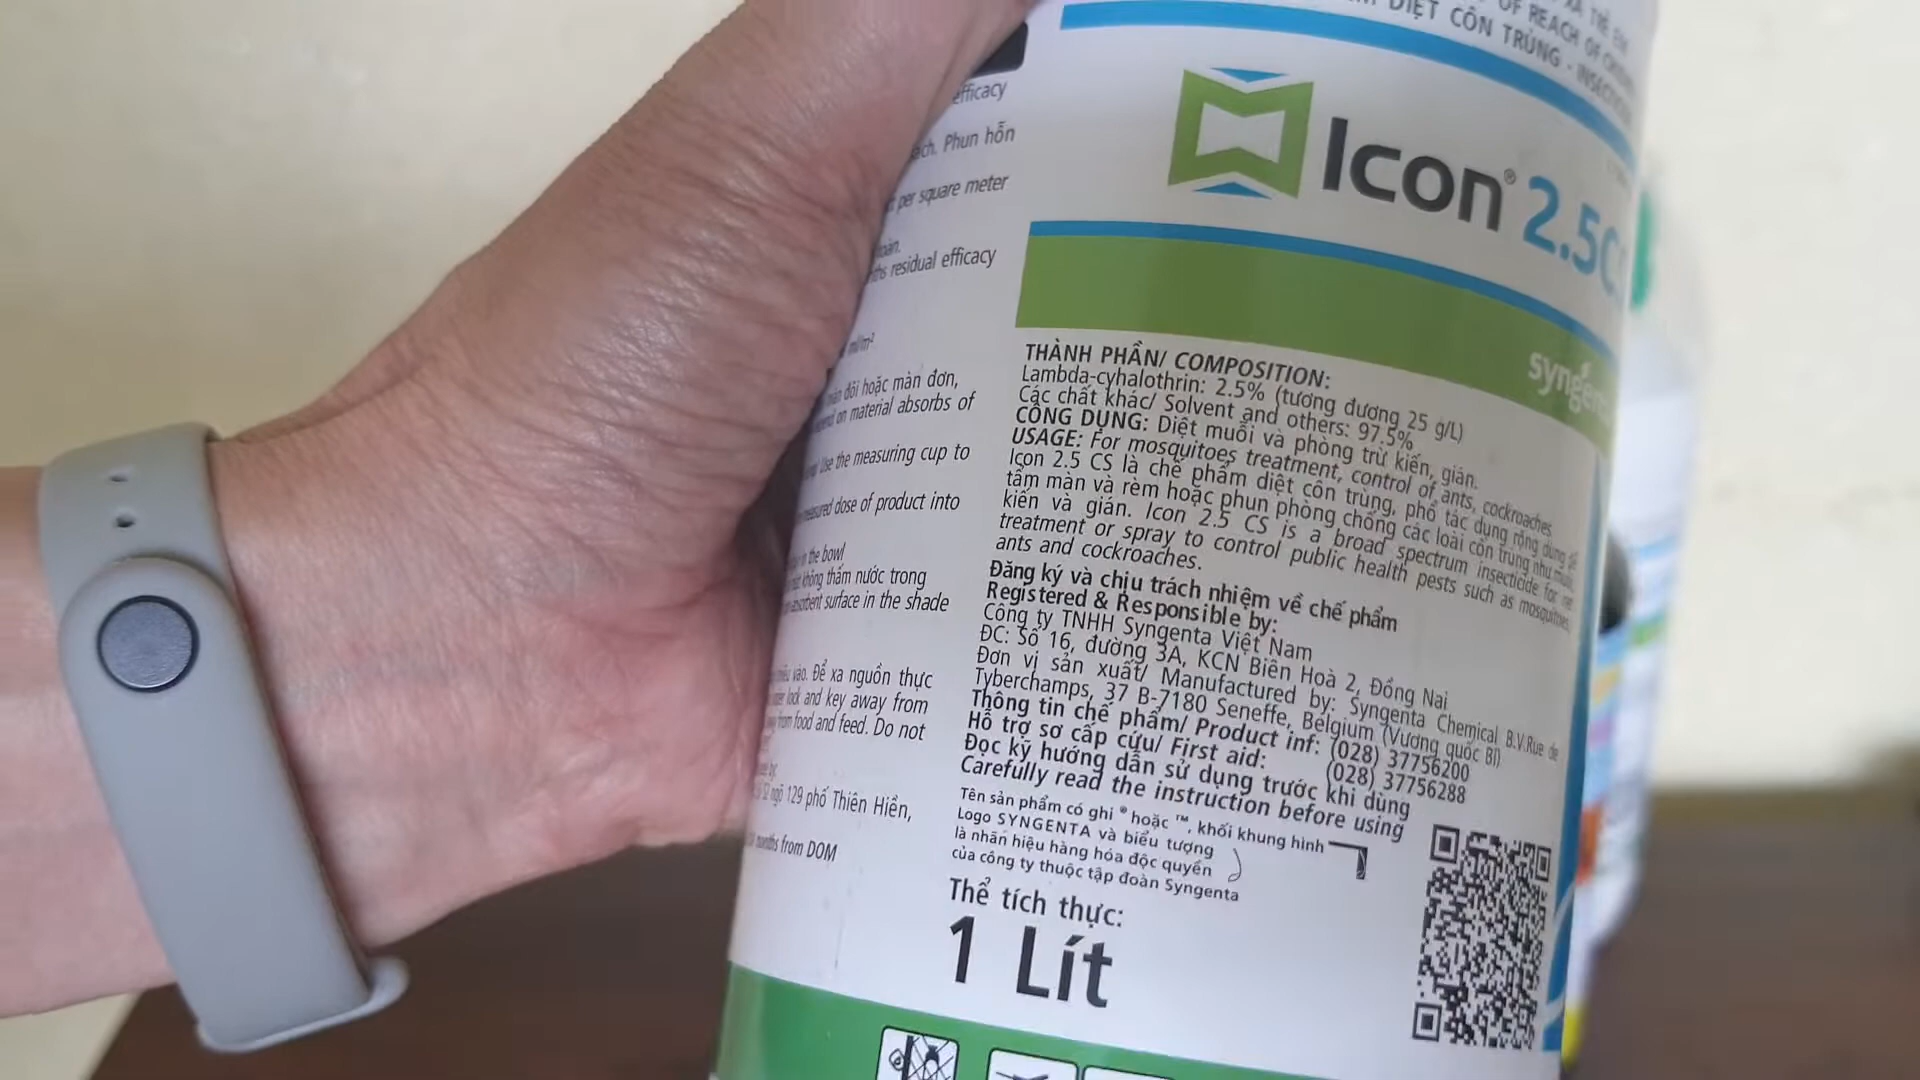 DIỆT CÔN TRÙNG - INSECTICIDE
OF REACH OF
Icon® 2.5CS
syngenta
THÀNH PHẦN/ COMPOSITION:
Lambda-cyhalothrin: 2.5% (tương đương 25 g/L)
Các chất khác/ Solvent and others: 97.5%
CÔNG DỤNG: Diệt muỗi và phòng trừ kiến, gián.
USAGE: For mosquitoes treatment, control of ants, cockroaches
Icon 2.5 CS là chế phẩm diệt côn trùng, phổ tác dụng rộng dùng để
tẩm màn và rèm hoặc phun phòng chống các loài côn trùng như muỗi,
kiến và gián. Icon 2.5 CS is a broad spectrum insecticide for net
treatment or spray to control public health pests such as mosquitoes,
ants and cockroaches.
Đăng ký và chịu trách nhiệm về chế phẩm
Registered & Responsible by:
Công ty TNHH Syngenta Việt Nam
ĐC: Số 16, đường 3A, KCN Biên Hoà 2, Đồng Nai
Đơn vị sản xuất/ Manufactured by: Syngenta Chemical B.V.Rue de
Tyberchamps, 37 B-7180 Seneffe, Belgium (Vương quốc Bỉ)
Thông tin chế phẩm/ Product inf: (028) 37756200
Hỗ trợ sơ cấp cứu/ First aid: (028) 37756288
Đọc kỹ hướng dẫn sử dụng trước khi dùng
Carefully read the instruction before using
Tên sản phẩm có ghi ® hoặc ™, khối khung hình
Logo SYNGENTA và biểu tượng
là nhãn hiệu hàng hóa độc quyền
của công ty thuộc tập đoàn Syngenta
Thể tích thực:
1 Lít
efficacy
Phun hỗn
per square meter
residual efficacy
ml/m²
đôi hoặc màn đơn,
on material absorbs of
Use the measuring cup to
dose of product into
in the bowl
không thấm nước trong
surface in the shade
vào. Để xa nguồn thực
lock and key away from
from food and feed. Do not
by:
ngõ 129 phố Thiên Hiền,
months from DOM